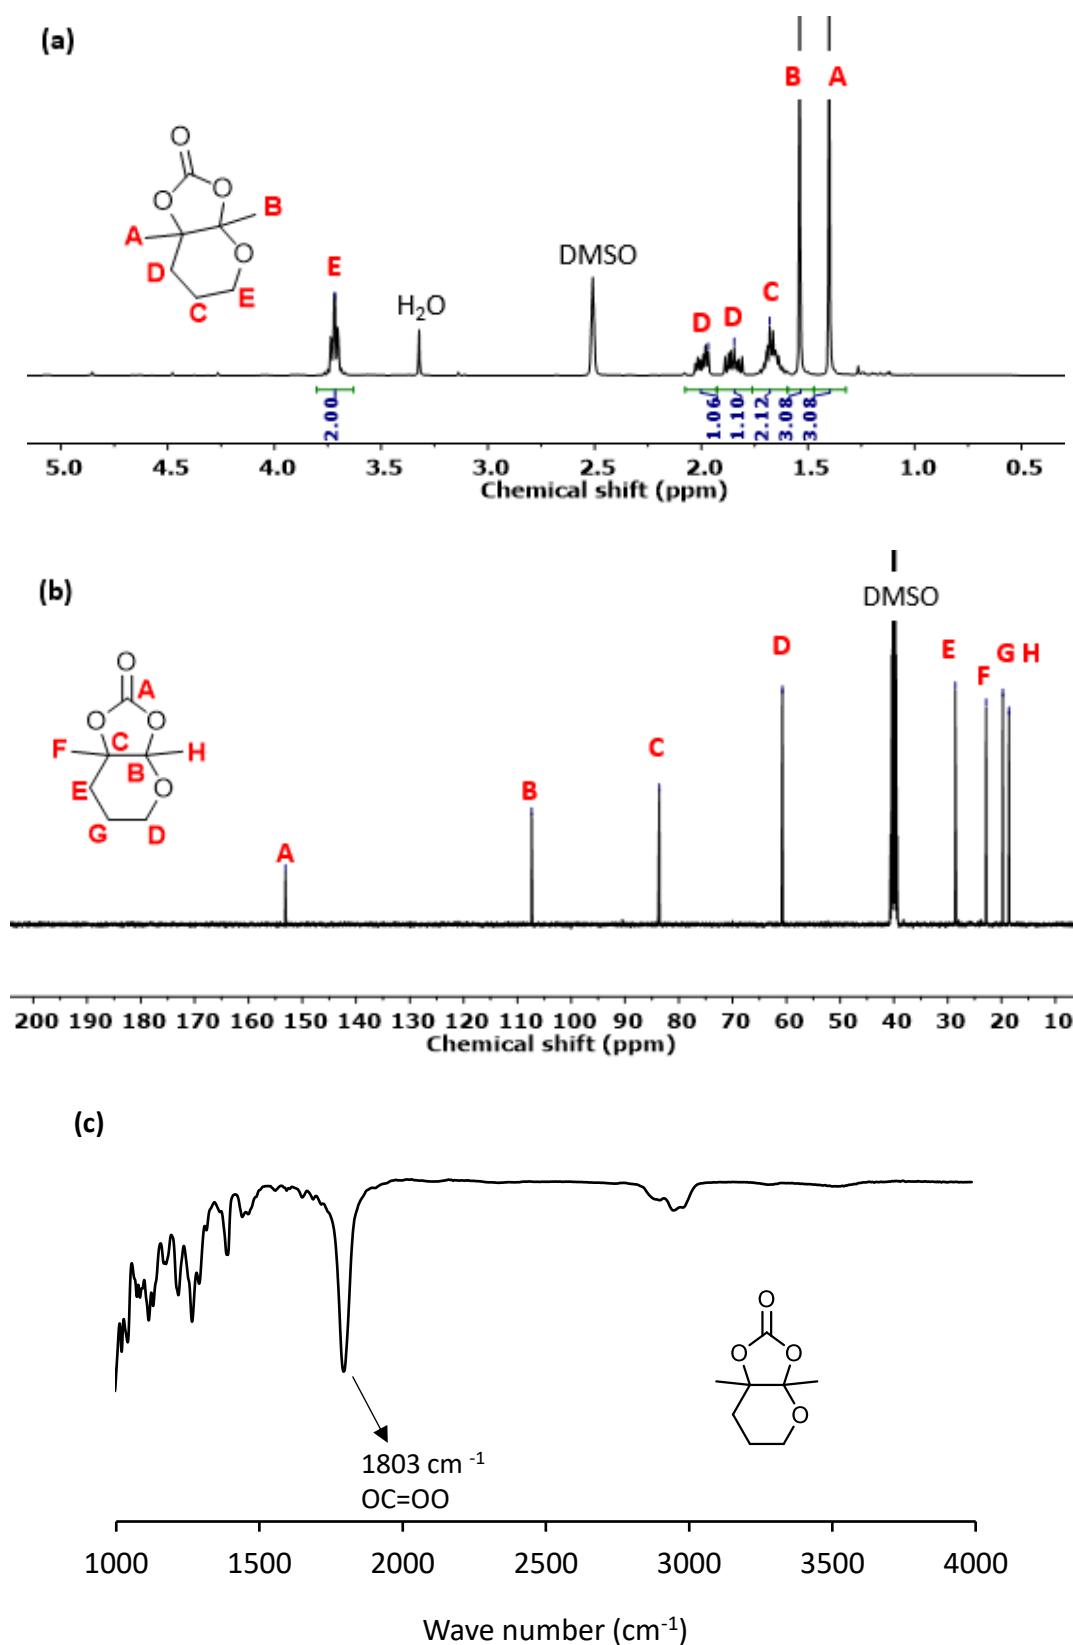 (a)
B A
O
O O
B
A
O
D
C E
E
H2O
DMSO
D D C
2.00
1.06
1.10
2.12
3.08
3.08
5.0 4.5 4.0 3.5 3.0 2.5 2.0 1.5 1.0 0.5
Chemical shift (ppm)
(b)
DMSO
O
A
O O
F C H
B
E O
G D
A
B
C
D
E F G H
200 190 180 170 160 150 140 130 120 110 100 90 80 70 60 50 40 30 20 10
Chemical shift (ppm)
(c)
O
O O
O
1803 cm -1
OC=OO
1000 1500 2000 2500 3000 3500 4000
Wave number (cm-1)